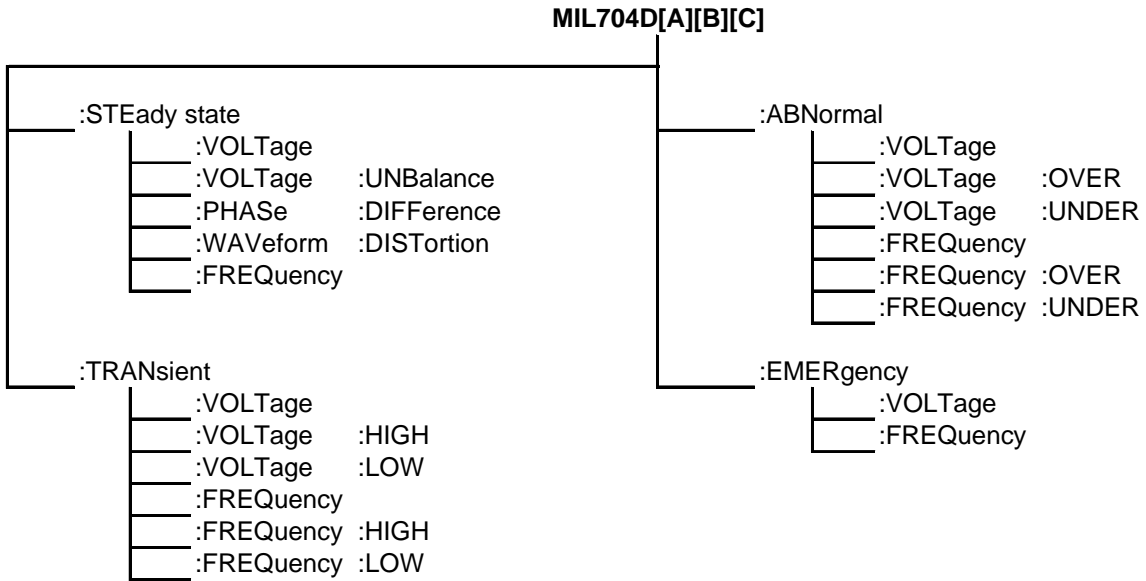 MIL704D[A][B][C]
:STEady state
:VOLTage
:VOLTage :UNBalance
:PHASe :DIFFerence
:WAVeform :DISTortion
:FREQuency
:TRANsient
:VOLTage
:VOLTage :HIGH
:VOLTage :LOW
:FREQuency
:FREQuency :HIGH
:FREQuency :LOW
:ABNormal
:VOLTage
:VOLTage :OVER
:VOLTage :UNDER
:FREQuency
:FREQuency :OVER
:FREQuency :UNDER
:EMERgency
:VOLTage
:FREQuency